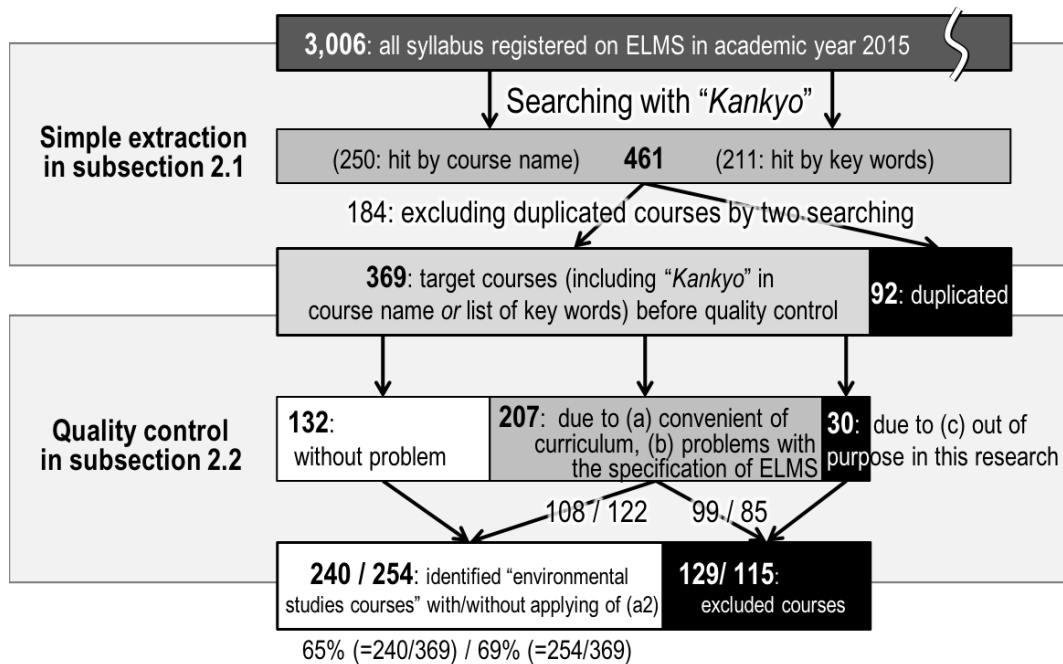 3,006: all syllabus registered on ELMS in academic year 2015
Searching with “Kankyo”
Simple extraction
in subsection 2.1
(250: hit by course name) 461 (211: hit by key words)
184: excluding duplicated courses by two searching
369: target courses (including “Kankyo” in
course name or list of key words) before quality control
92: duplicated
Quality control
in subsection 2.2
132:
without problem
207: due to (a) convenient of
curriculum, (b) problems with
the specification of ELMS
30: due to (c) out of
purpose in this research
108 / 122
99 / 85
240 / 254: identified “environmental
studies courses” with/without applying of (a2)
129/ 115:
excluded courses
65% (=240/369) / 69% (=254/369)